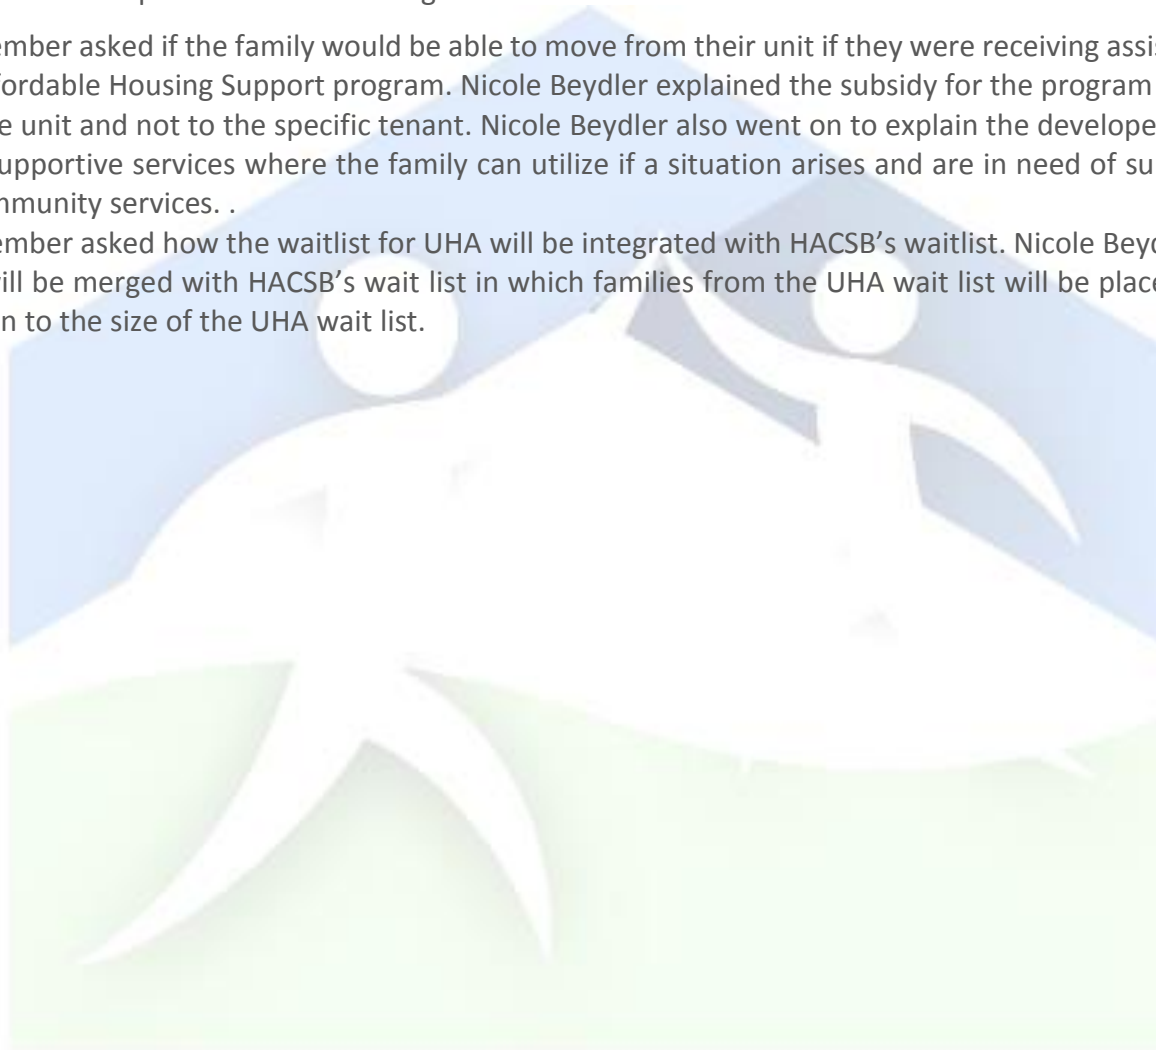 ember asked if the family would be able to move from their unit if they were receiving assis
fordable Housing Support program. Nicole Beydler explained the subsidy for the program
e unit and not to the specific tenant. Nicole Beydler also went on to explain the develope
upportive services where the family can utilize if a situation arises and are in need of su
mmunity services. .
ember asked how the waitlist for UHA will be integrated with HACSB’s waitlist. Nicole Beyd
will be merged with HACSB’s wait list in which families from the UHA wait list will be place
n to the size of the UHA wait list.